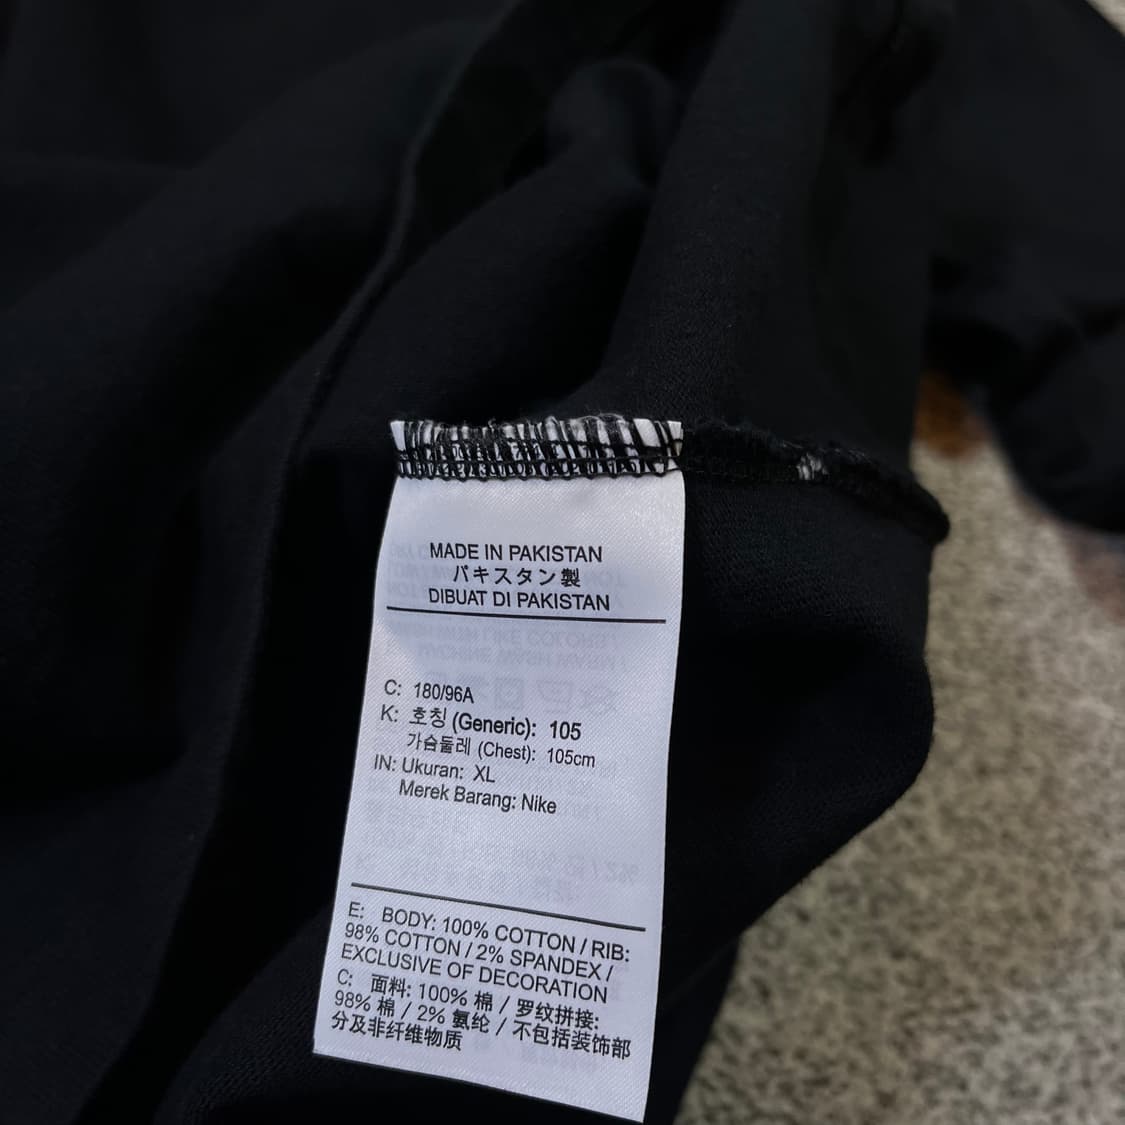 MADE IN PAKISTAN
パキスタン製
DIBUAT DI PAKISTAN
C: 180/96A
K: 호칭 (Generic): 105
가슴둘레 (Chest): 105cm
IN: Ukuran: XL
Merek Barang: Nike
E: BODY: 100% COTTON / RIB:
98% COTTON / 2% SPANDEX /
EXCLUSIVE OF DECORATION
C: 面料: 100% 棉 / 罗纹拼接:
98% 棉 / 2% 氨纶 / 不包括装饰部
分及非纤维物质